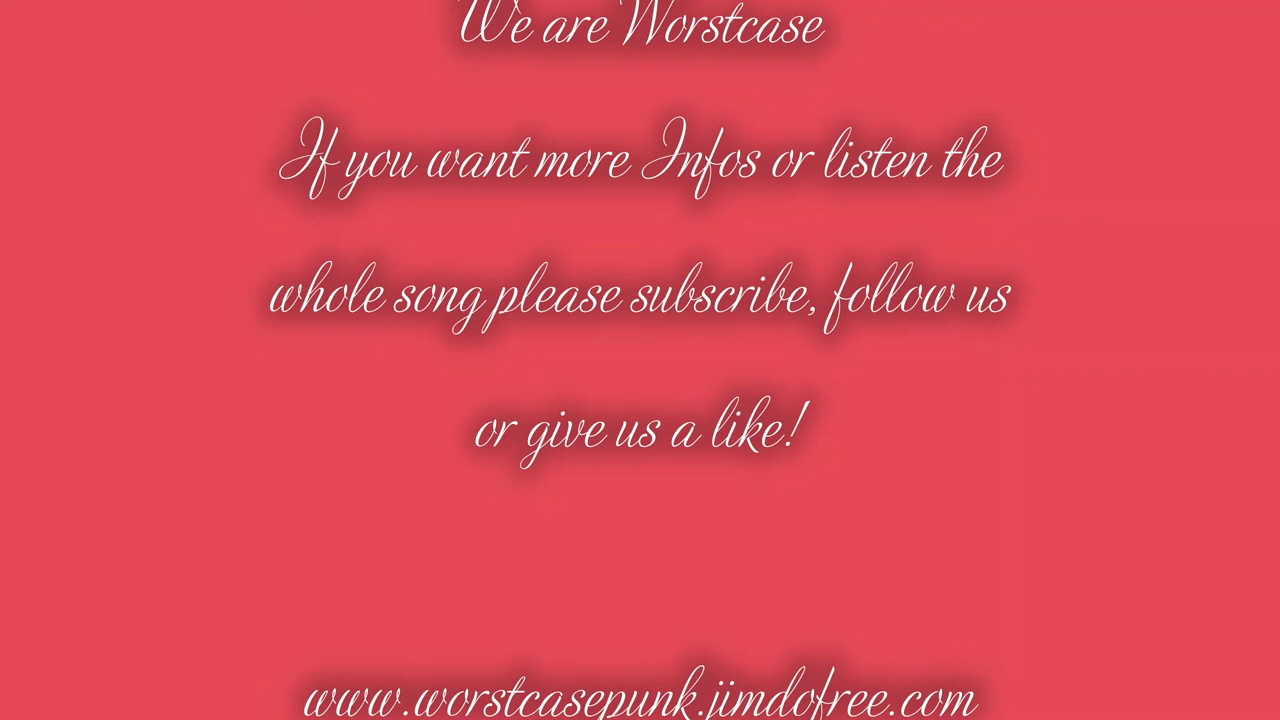 We are Worstcase
If you want more Infos or listen the
whole song please subscribe, follow us
or give us a like!
www.worstcasepunk.jimdofree.com